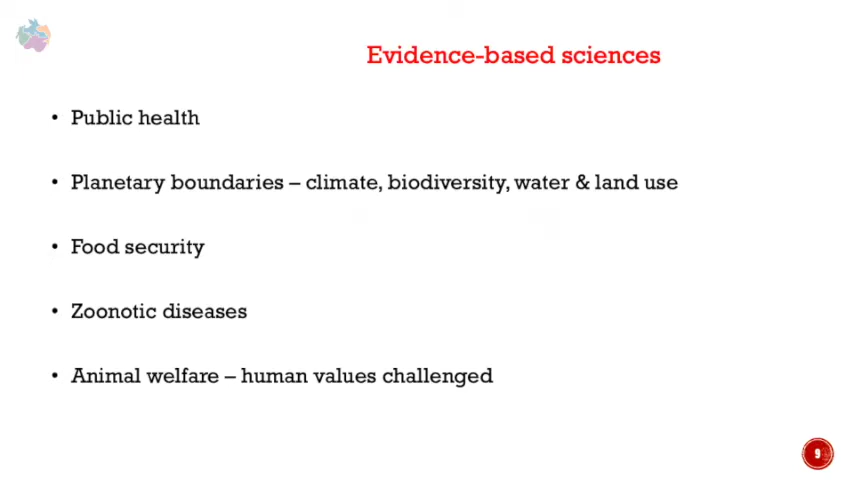 Evidence-based sciences
• Public health
• Planetary boundaries – climate, biodiversity, water & land use
• Food security
• Zoonotic diseases
• Animal welfare – human values challenged
9